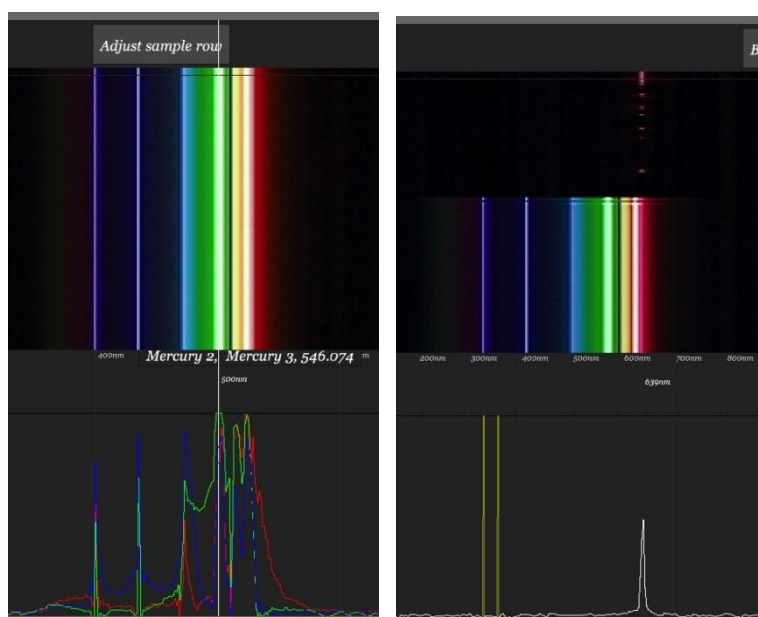 Adjust sample row
400nm
Mercury 2, Mercury 3, 546.074
m
500nm
B
200nm 300nm 400nm 500nm 600nm 700nm 800nm
639nm